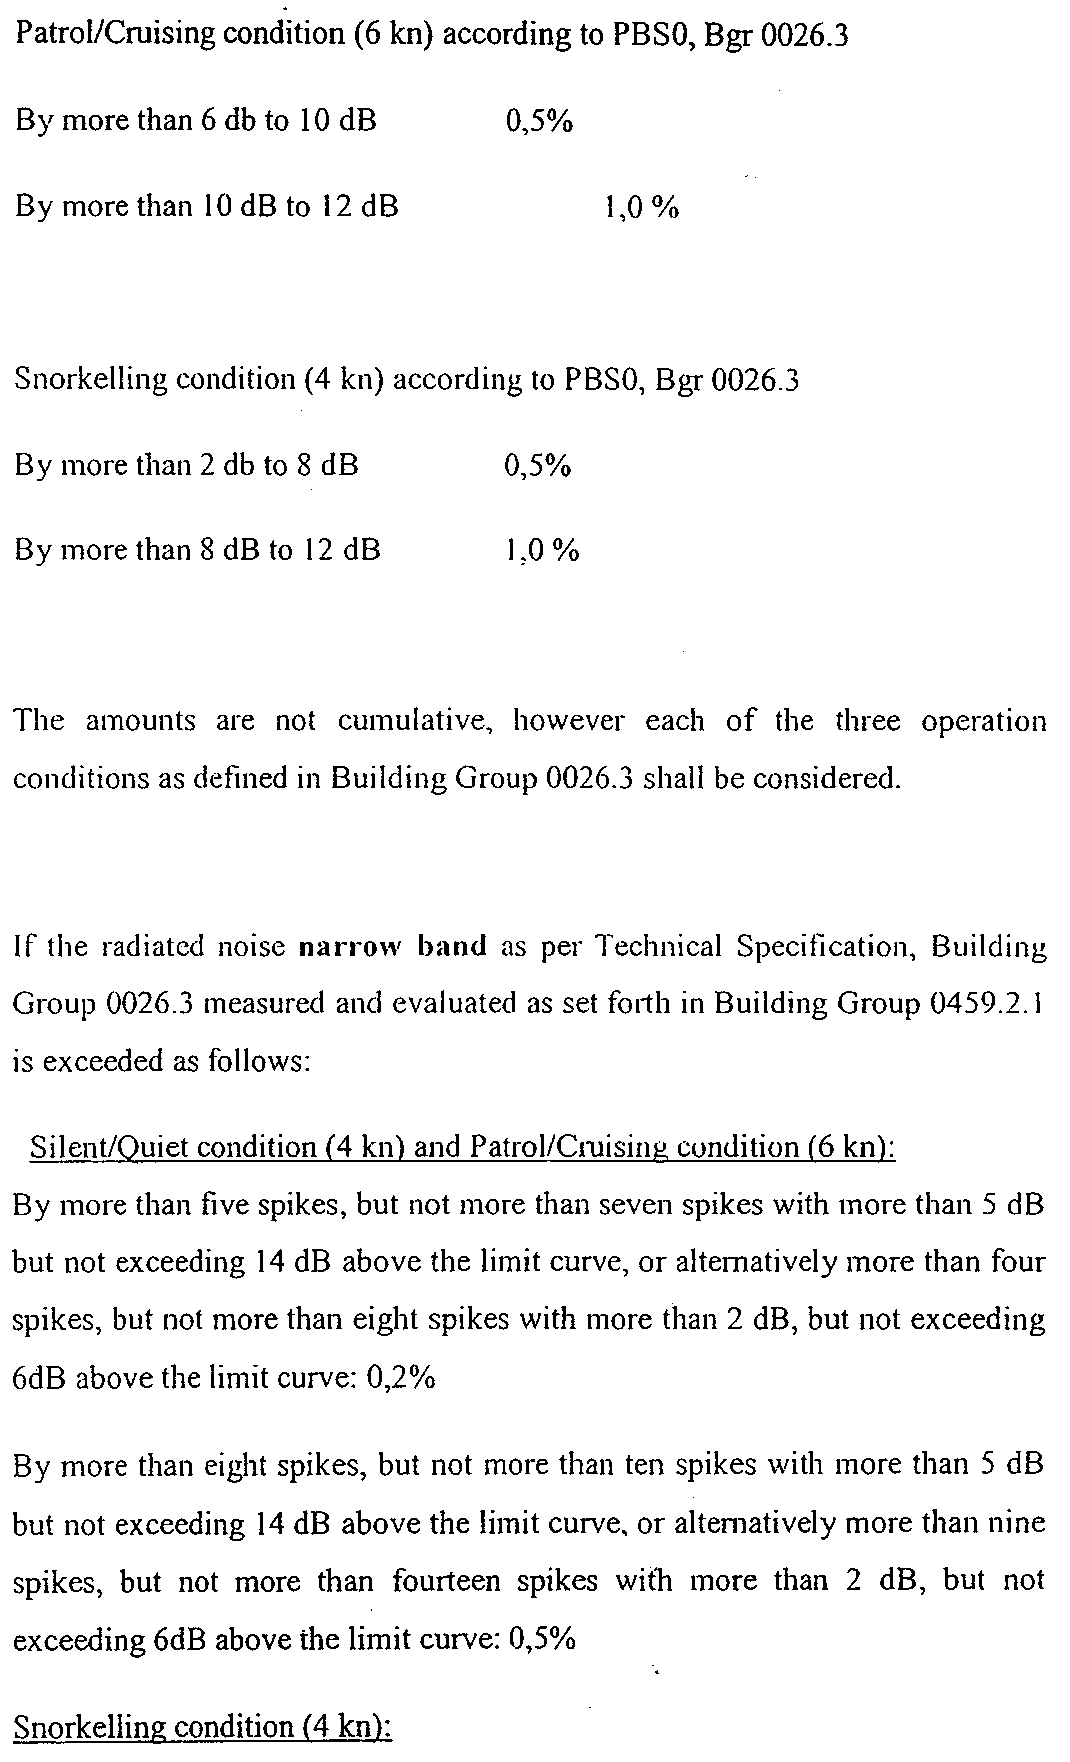 Patrol/Cruising condition (6 kn) according to PBS0, Bgr 0026.3
By more than 6 db to 10 dB 0,5%
By more than 10 dB to 12 dB 1,0 %
Snorkelling condition (4 kn) according to PBS0, Bgr 0026.3
By more than 2 db to 8 dB 0,5%
By more than 8 dB to 12 dB 1,0 %
The amounts are not cumulative, however each of the three operation
conditions as defined in Building Group 0026.3 shall be considered.
If the radiated noise narrow band as per Technical Specification, Building
Group 0026.3 measured and evaluated as set forth in Building Group 0459.2.1
is exceeded as follows:
Silent/Quiet condition (4 kn) and Patrol/Cruising condition (6 kn):
By more than five spikes, but not more than seven spikes with more than 5 dB
but not exceeding 14 dB above the limit curve, or alternatively more than four
spikes, but not more than eight spikes with more than 2 dB, but not exceeding
6dB above the limit curve: 0,2%
By more than eight spikes, but not more than ten spikes with more than 5 dB
but not exceeding 14 dB above the limit curve, or alternatively more than nine
spikes, but not more than fourteen spikes with more than 2 dB, but not
exceeding 6dB above the limit curve: 0,5%
Snorkelling condition (4 kn):